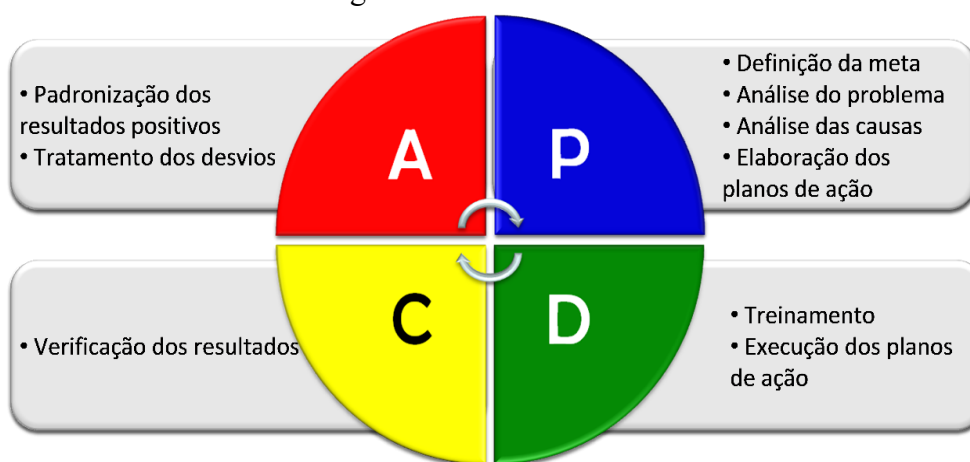 • Padronização dos
resultados positivos
• Tratamento dos desvios
A
P
• Definição da meta
• Análise do problema
• Análise das causas
• Elaboração dos
planos de ação
• Verificação dos resultados
C
D
• Treinamento
• Execução dos planos
de ação